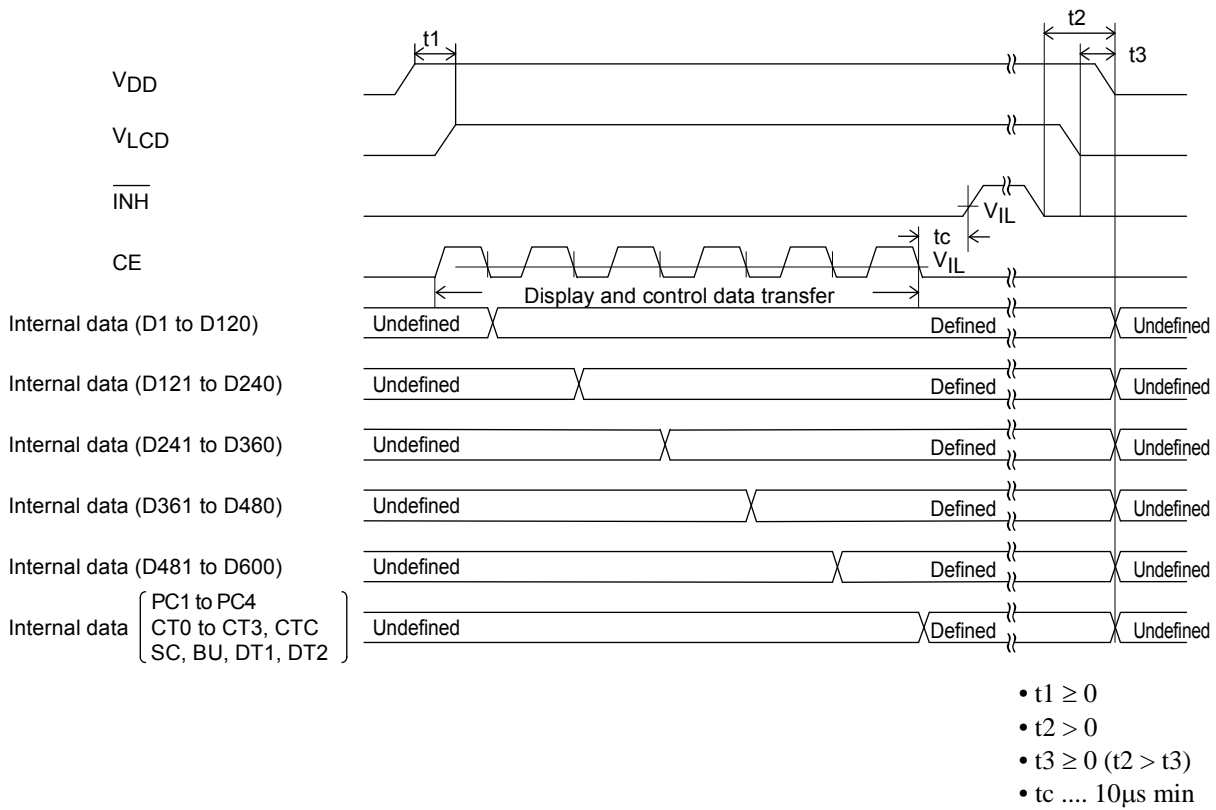 t1
t2
t3
VDD
VLCD
INH
VIL
CE
tc
VIL
Display and control data transfer
Internal data (D1 to D120)
Undefined
Defined
Undefined
Internal data (D121 to D240)
Undefined
Defined
Undefined
Internal data (D241 to D360)
Undefined
Defined
Undefined
Internal data (D361 to D480)
Undefined
Defined
Undefined
Internal data (D481 to D600)
Undefined
Defined
Undefined
Internal data
PC1 to PC4
CT0 to CT3, CTC
SC, BU, DT1, DT2
Undefined
Defined
Undefined
• t1 ≥ 0
• t2 > 0
• t3 ≥ 0 (t2 > t3)
• tc .... 10μs min